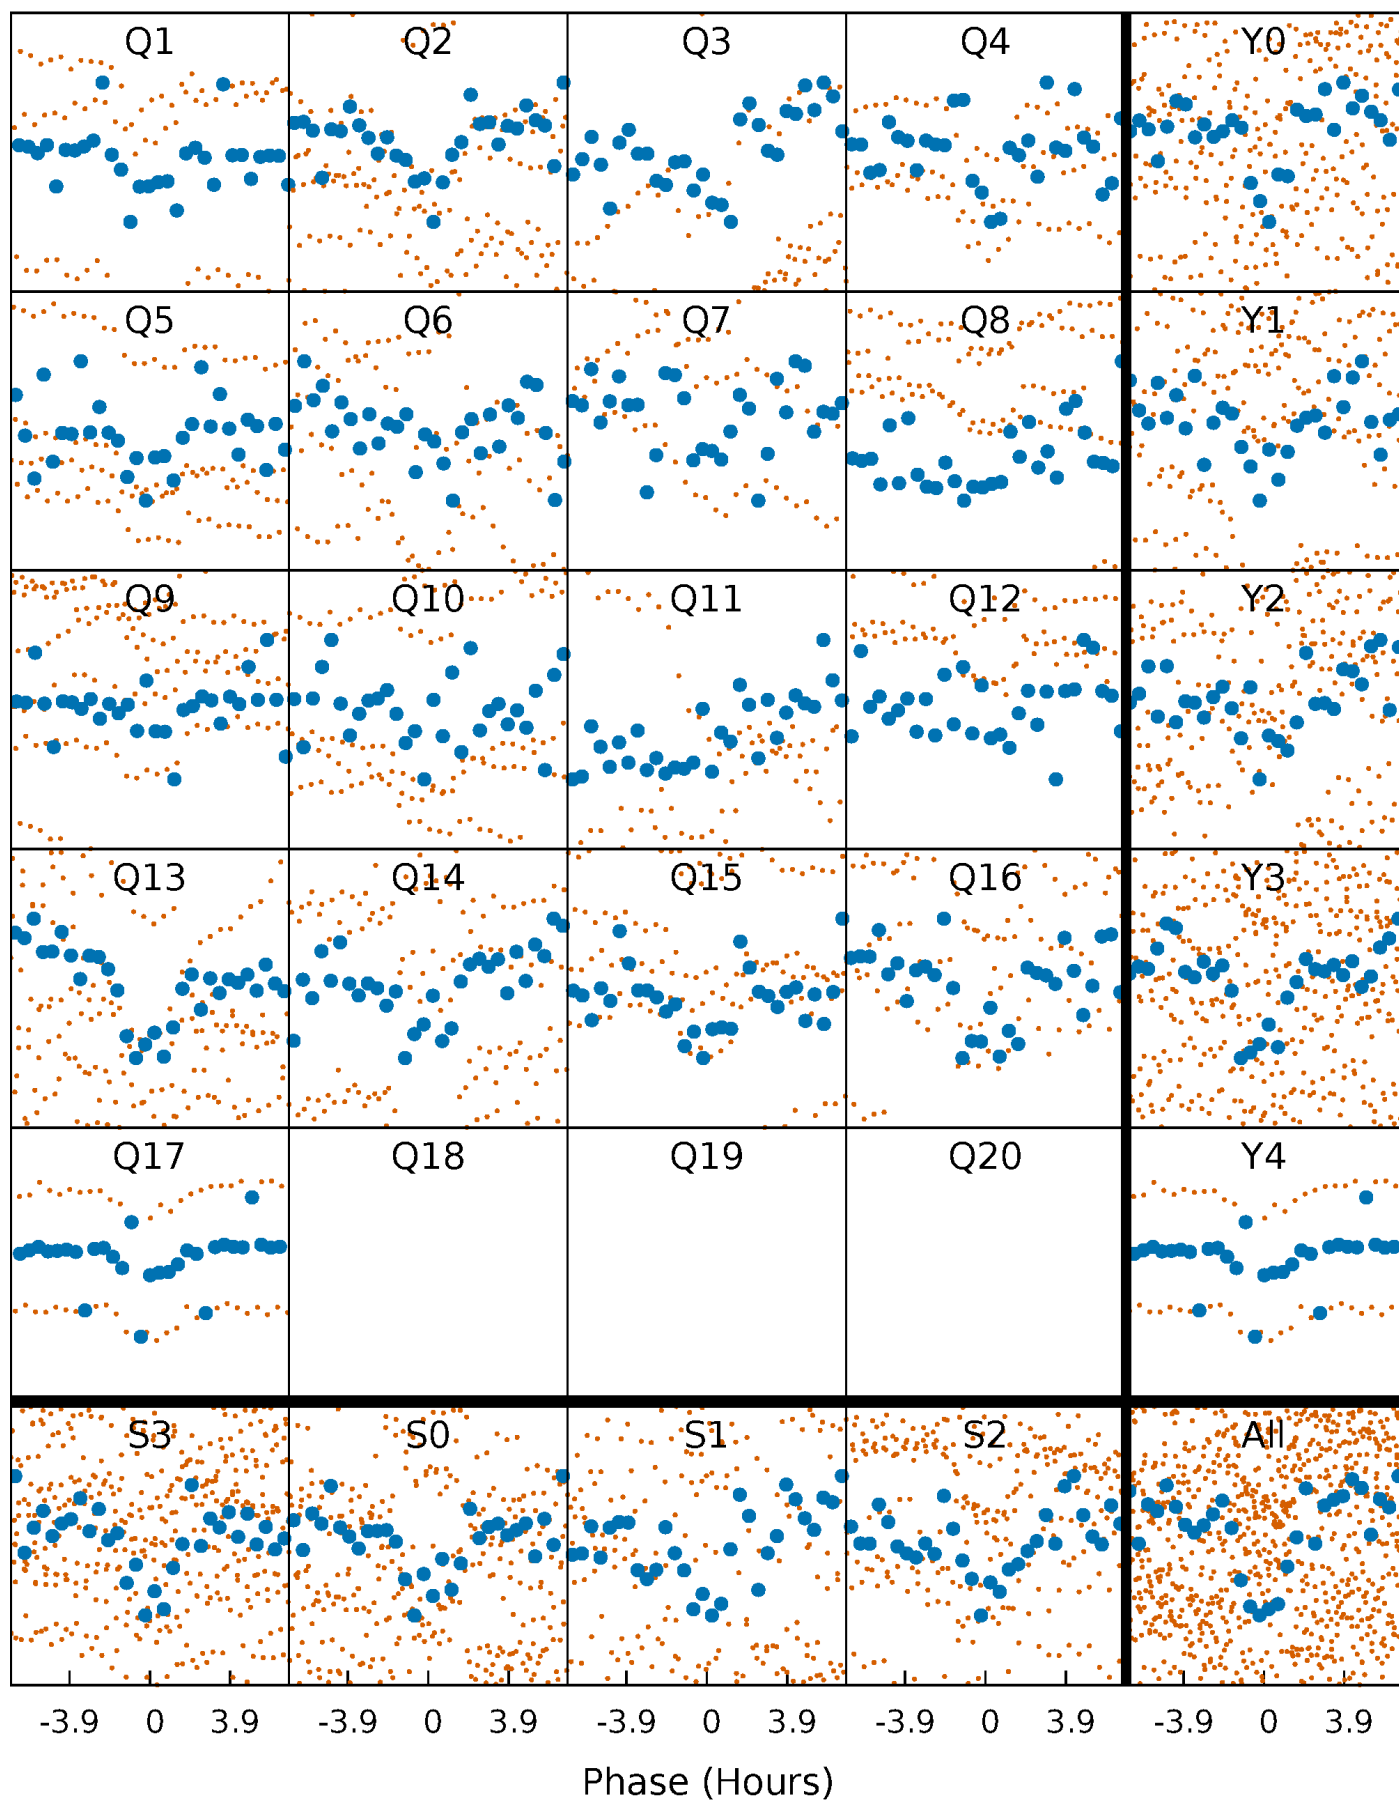 Q1 Q2 Q3 Q4 Y0
Q5 Q6 Q7 Q8 Y1
Q9 Q10 Q11 Q12 Y2
Q13 Q14 Q15 Q16 Y3
Q17 Q18 Q19 Q20 Y4
S3 S0 S1 S2 All
-3.9 0 3.9 -3.9 0 3.9 -3.9 0 3.9 -3.9 0 3.9 -3.9 0 3.9
Phase (Hours)